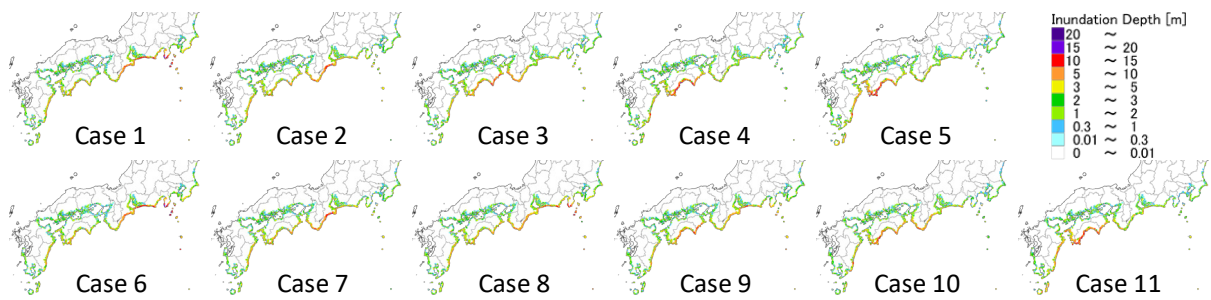 Case 1
Case 2
Case 3
Case 4
Case 5
Inundation Depth [m]
20 ～
15 ～ 20
10 ～ 15
5 ～ 10
3 ～ 5
2 ～ 3
1 ～ 2
0.3 ～ 1
0.01 ～ 0.3
0 ～ 0.01
Case 6
Case 7
Case 8
Case 9
Case 10
Case 11